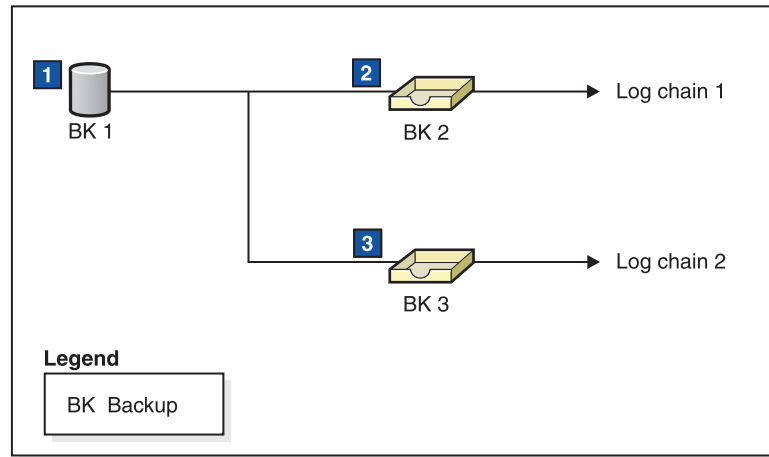 1
BK 1
2
BK 2
Log chain 1
3
BK 3
Log chain 2
Legend
BK Backup